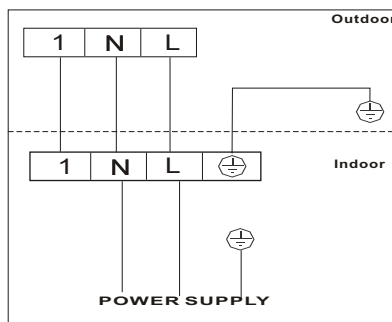 Outdoor
1 N L
1 N L
Indoor
POWER SUPPLY